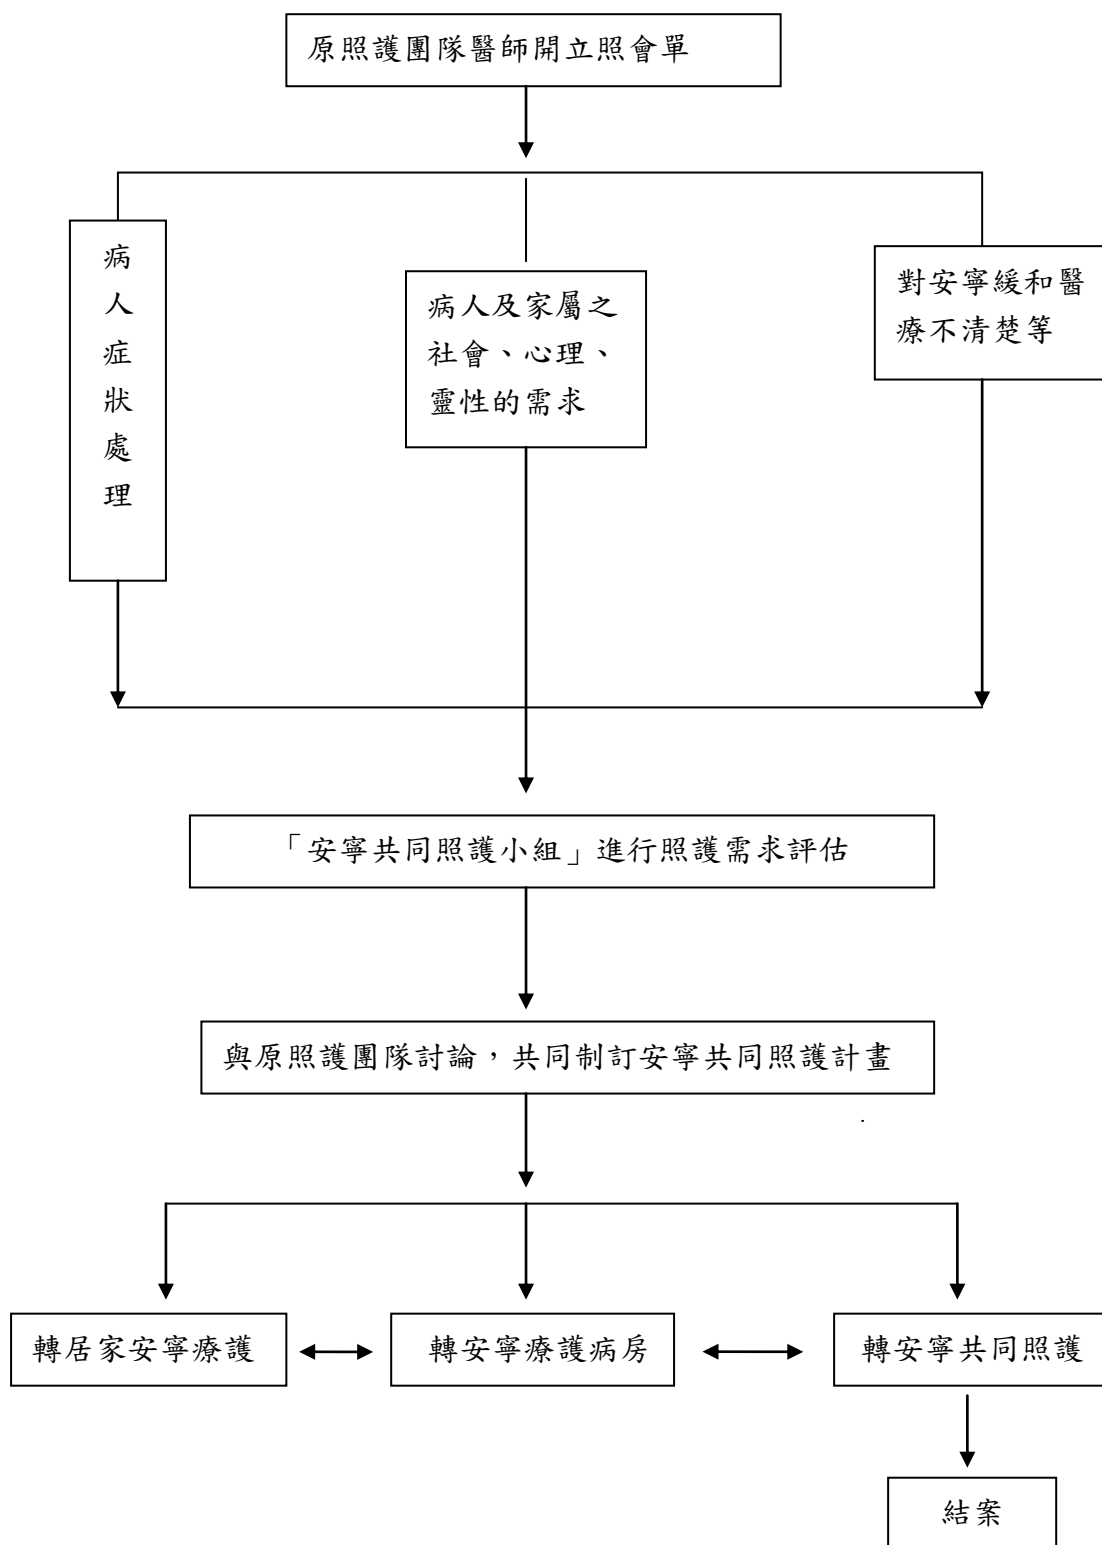 原照護團隊醫師開立照會單
病人症狀處理
病人及家屬之
社會、心理、
靈性的需求
對安寧緩和醫
療不清楚等
「安寧共同照護小組」進行照護需求評估
與原照護團隊討論，共同制訂安寧共同照護計畫
轉居家安寧療護
轉安寧療護病房
轉安寧共同照護
結案